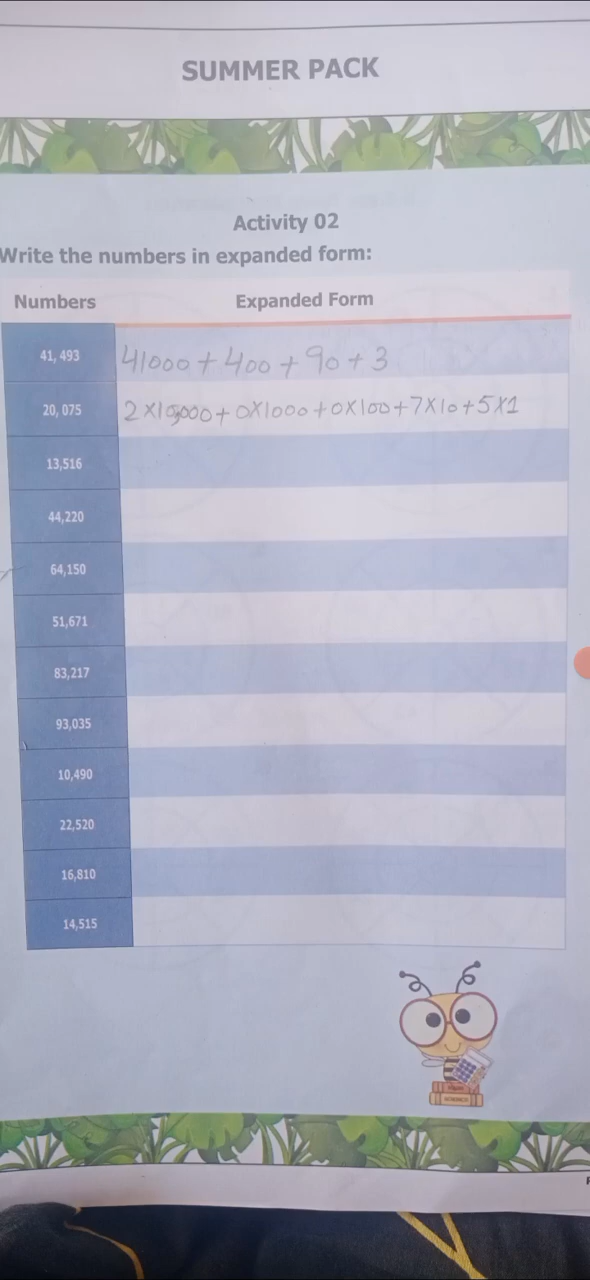 SUMMER PACK
Activity 02
Write the numbers in expanded form:
Numbers Expanded Form
41, 493 41000 + 400 + 90 + 3
20, 075 2 X 10,000 + 0 X 1000 + 0 X 100 + 7 X 10 + 5 X 1
13,516
44,220
64,150
51,671
83,217
93,035
10,490
22,520
16,810
14,515